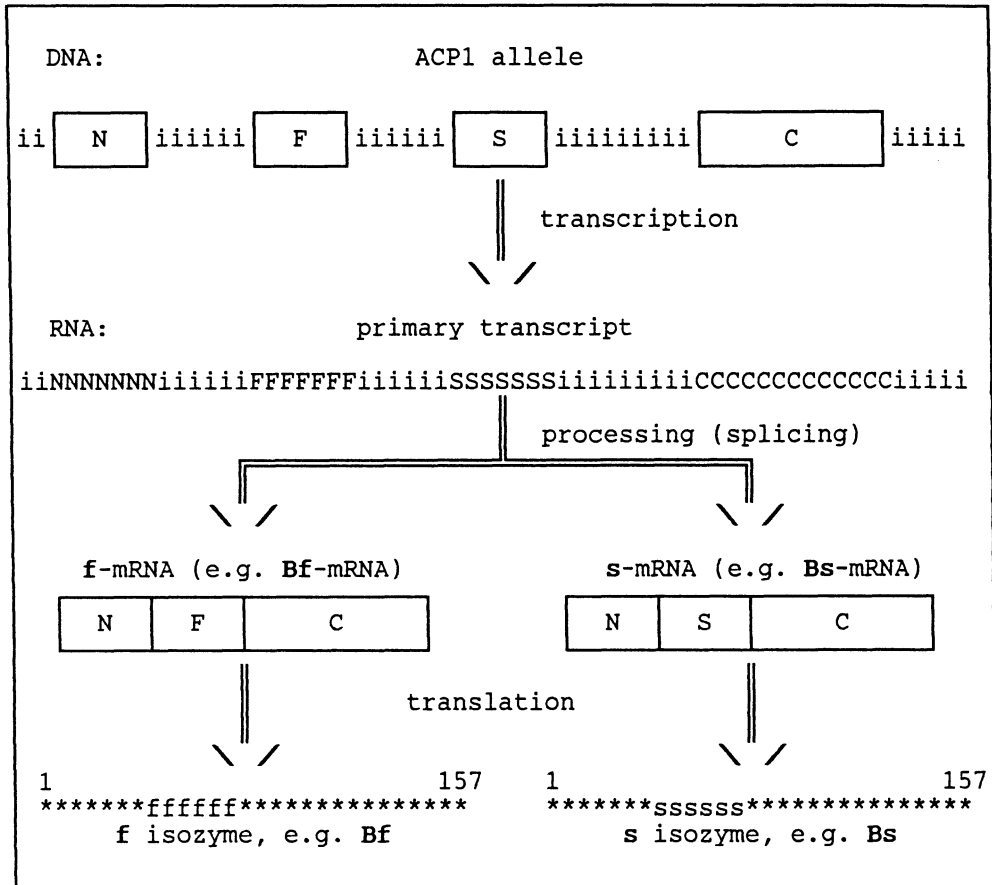 DNA: ACP1 allele
ii N iiiiii F iiiiii S iiiiiiiii C iiiii
transcription
RNA: primary transcript
iiNNNNNNNiiiiiiFFFFFFFiiiiiiSSSSSSSiiiiiiiiiCCCCCCCCCCCCCiiiii
processing (splicing)
f-mRNA (e.g. Bf-mRNA) s-mRNA (e.g. Bs-mRNA)
N F C N S C
translation
1 157 1 157
*******ffffff*************** *******ssssss***************
f isozyme, e.g. Bf s isozyme, e.g. Bs